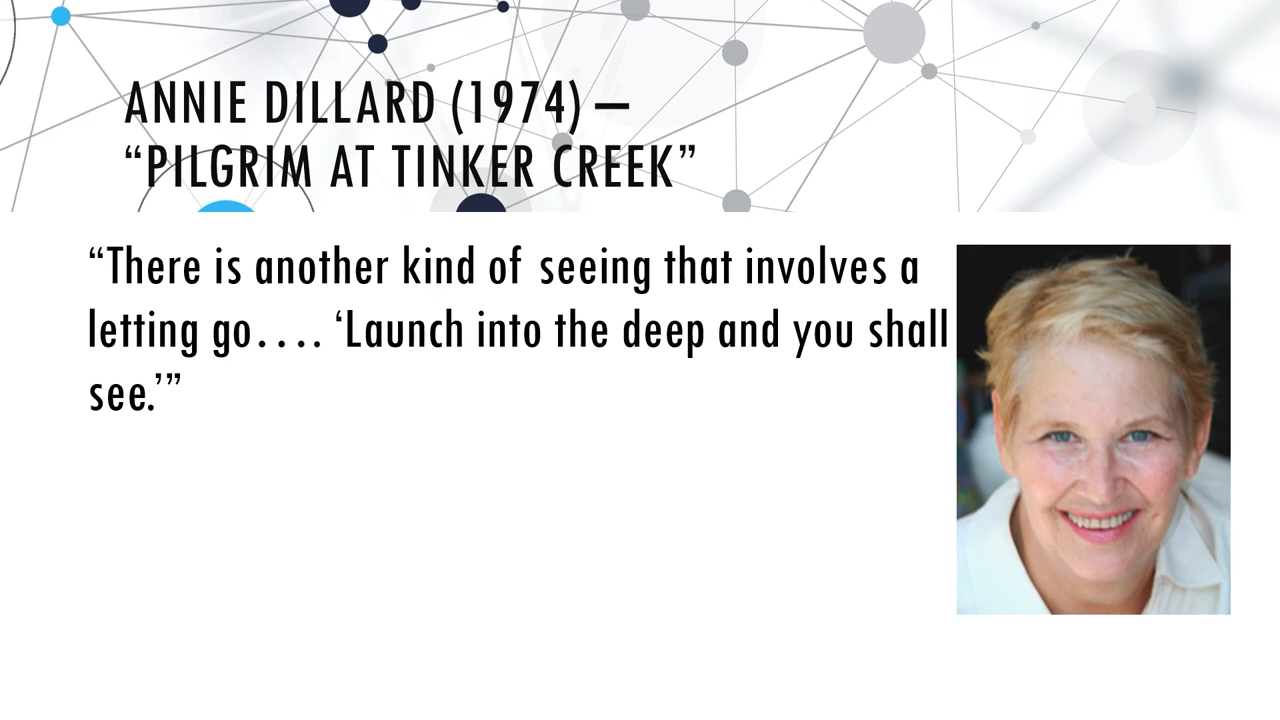 ANNIE DILLARD (1974) –
“PILGRIM AT TINKER CREEK”
“There is another kind of seeing that involves a
letting go…. ‘Launch into the deep and you shall
see.’”